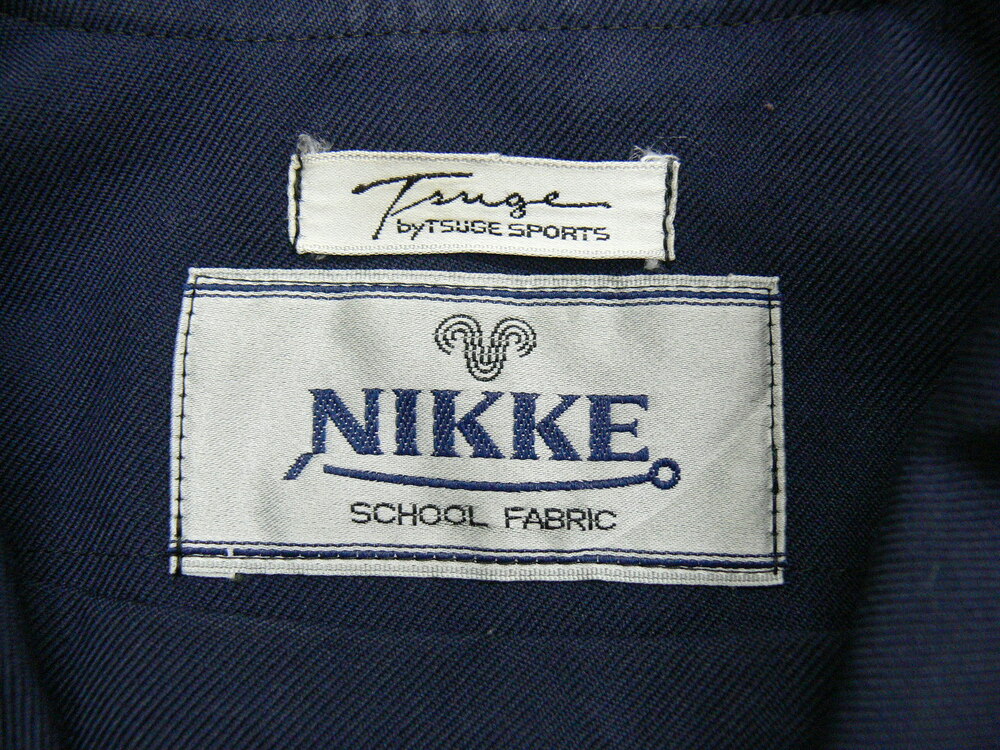 Tsuge
by TSUGE SPORTS
NIKKE
SCHOOL FABRIC